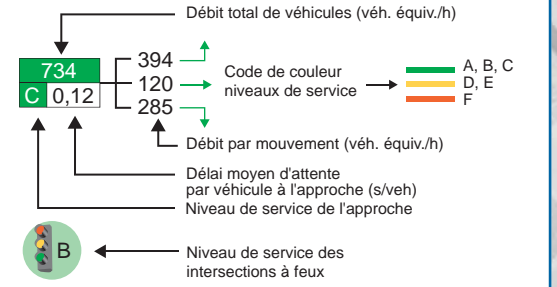 Débit total de véhicules (véh. équiv./h)
734
C 0,12
394
120
285
Code de couleur
niveaux de service
A, B, C
D, E
F
Débit par mouvement (véh. équiv./h)
Délai moyen d'attente
par véhicule à l'approche (s/veh)
Niveau de service de l'approche
B
Niveau de service des
intersections à feux